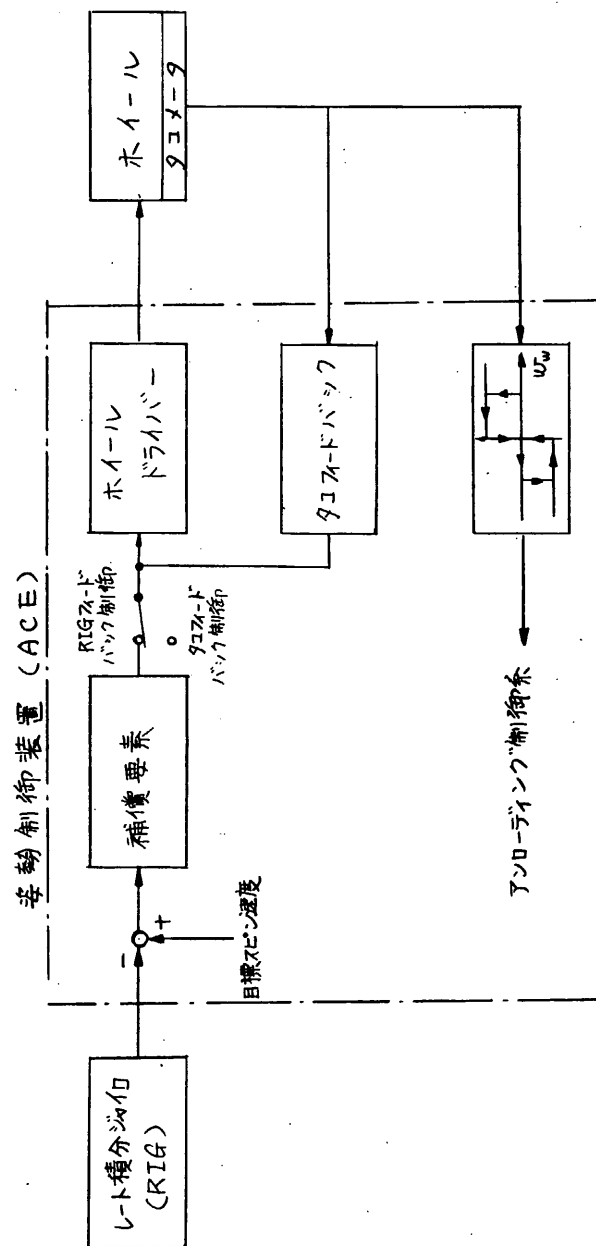 姿勢制御装置 (ACE)
レート積分ジャイロ
(RIG)
−
+
目標スピン速度
補償要素
RIGフィード
バック制御
タコフィード
バック制御
ホイール
ドライバー
ホイール
タコメータ
タコフィードバック
ωw
アンローディング制御系